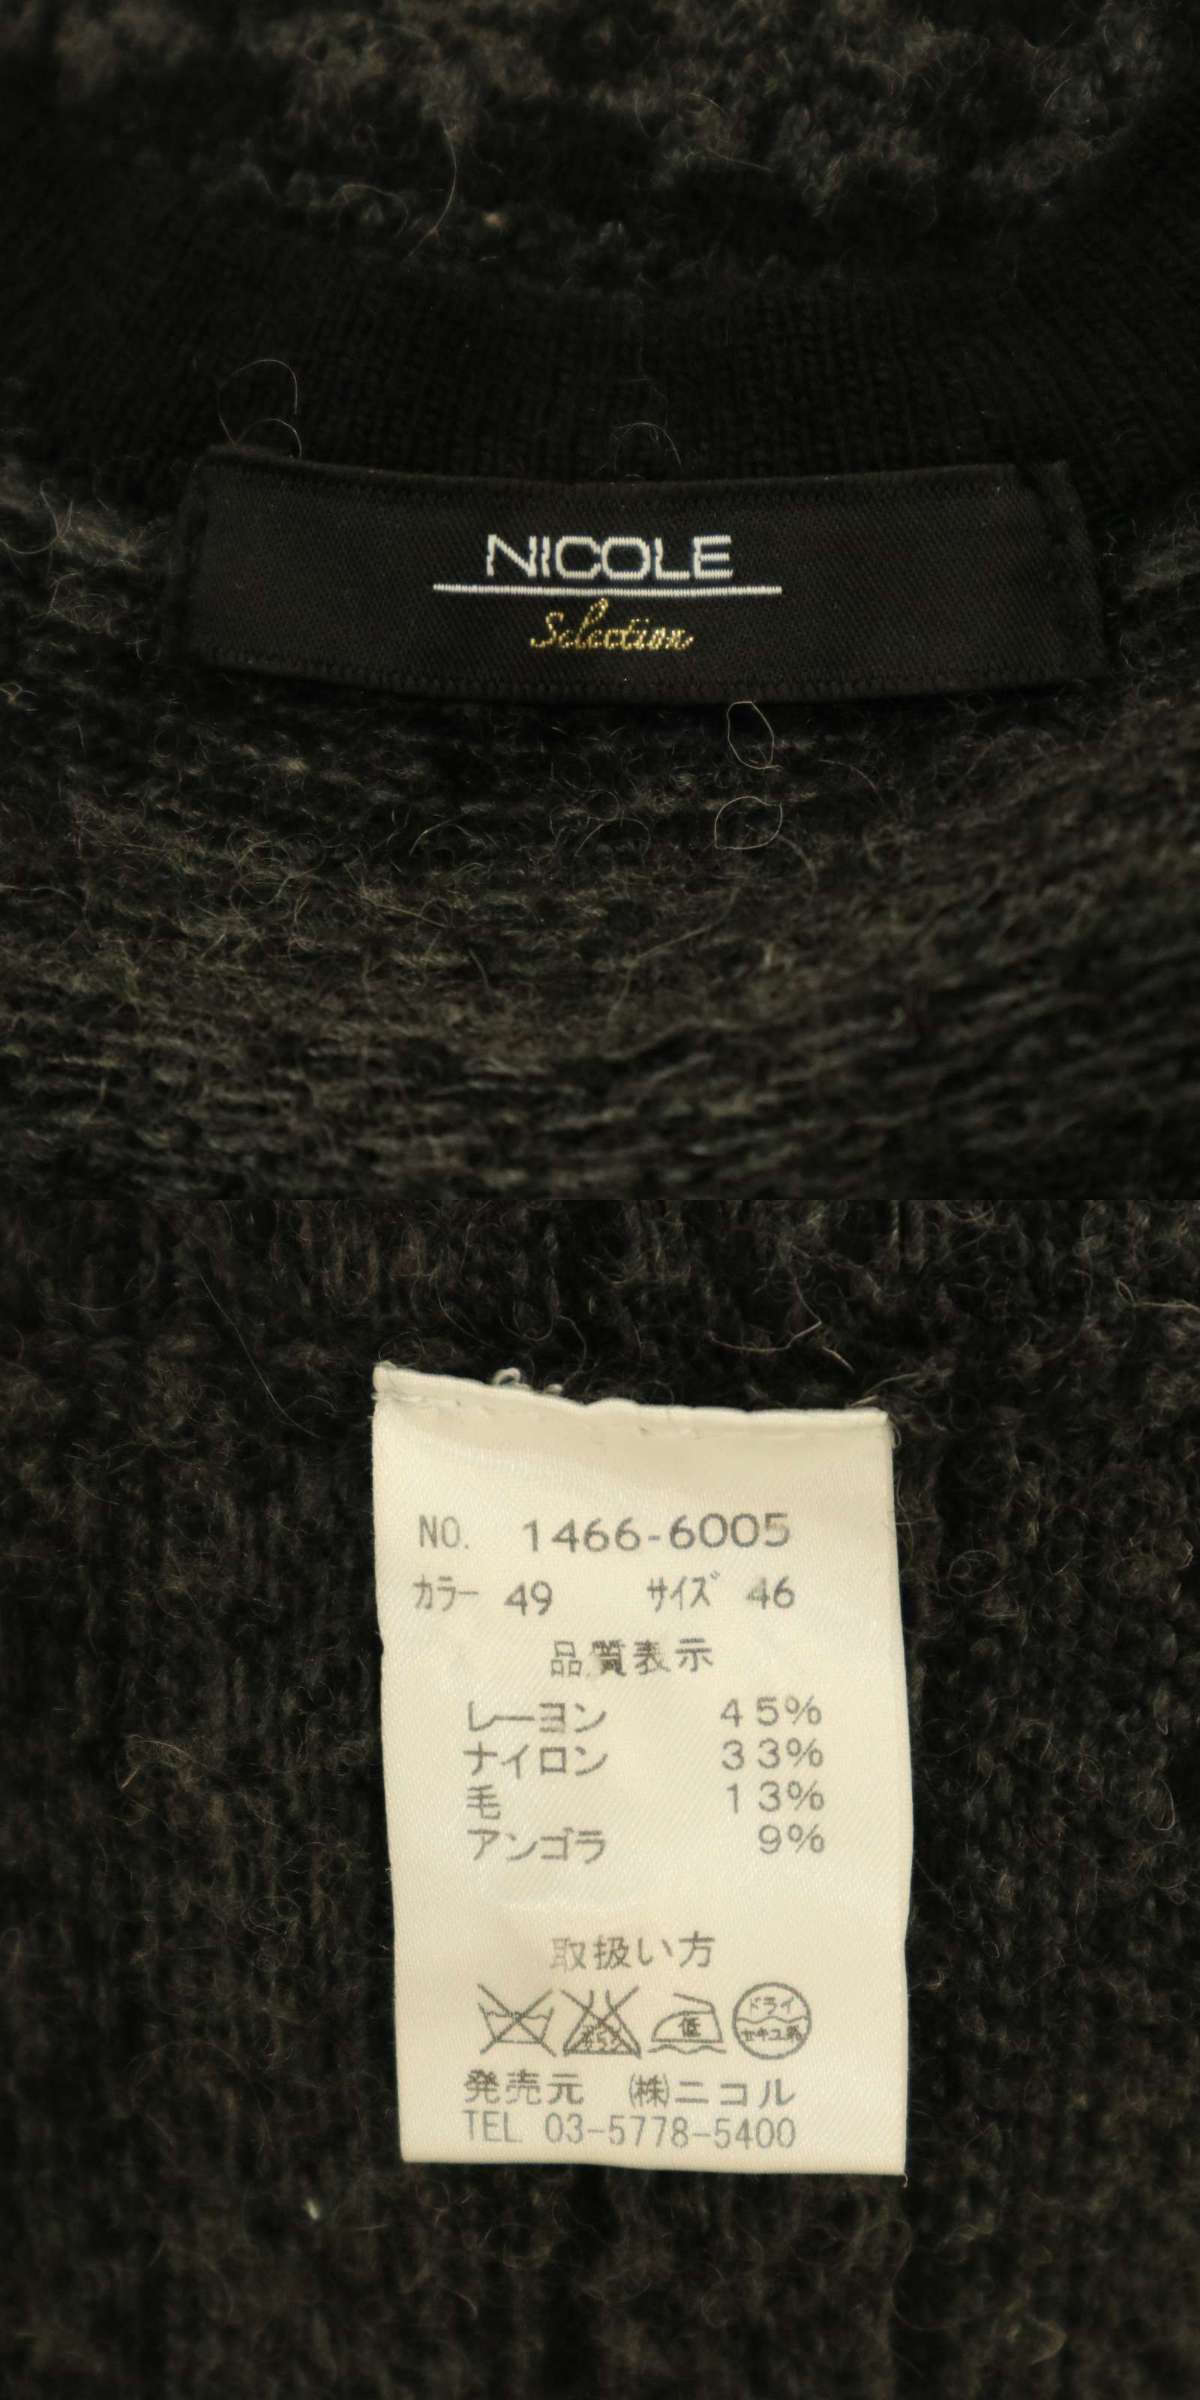 NICOLE
Selection
NO. 1466-6005
カラー 49 サイズ 46
品質表示
レーヨン 45%
ナイロン 33%
毛 13%
アンゴラ 9%
取扱い方
低 ドライ
セキユ系
発売元 ㈱ニコル
TEL 03-5778-5400